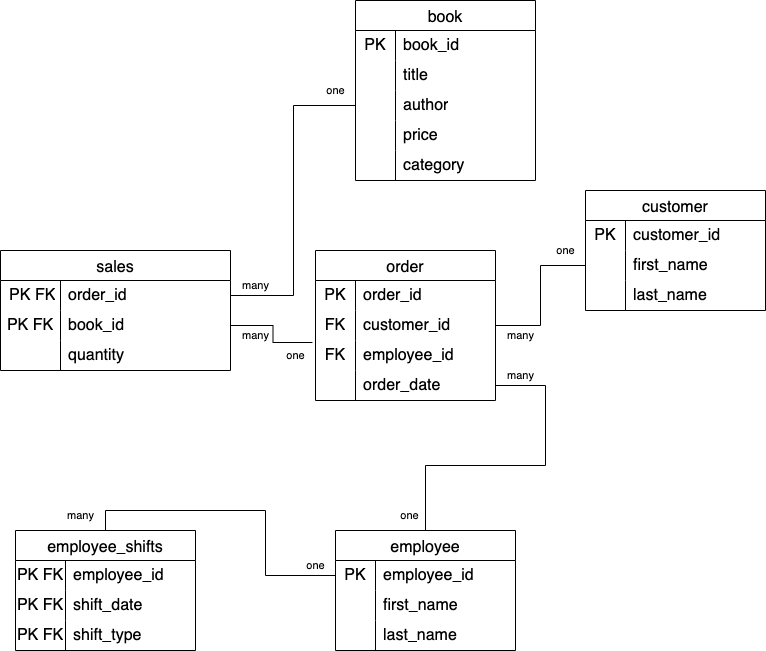 book
PK book_id
title
author
price
category
one
customer
PK customer_id
first_name
last_name
one
sales
PK FK order_id
PK FK book_id
quantity
many
many
one
order
PK order_id
FK customer_id
FK employee_id
order_date
many
many
one
many
employee_shifts
PK FK employee_id
PK FK shift_date
PK FK shift_type
one
employee
PK employee_id
first_name
last_name